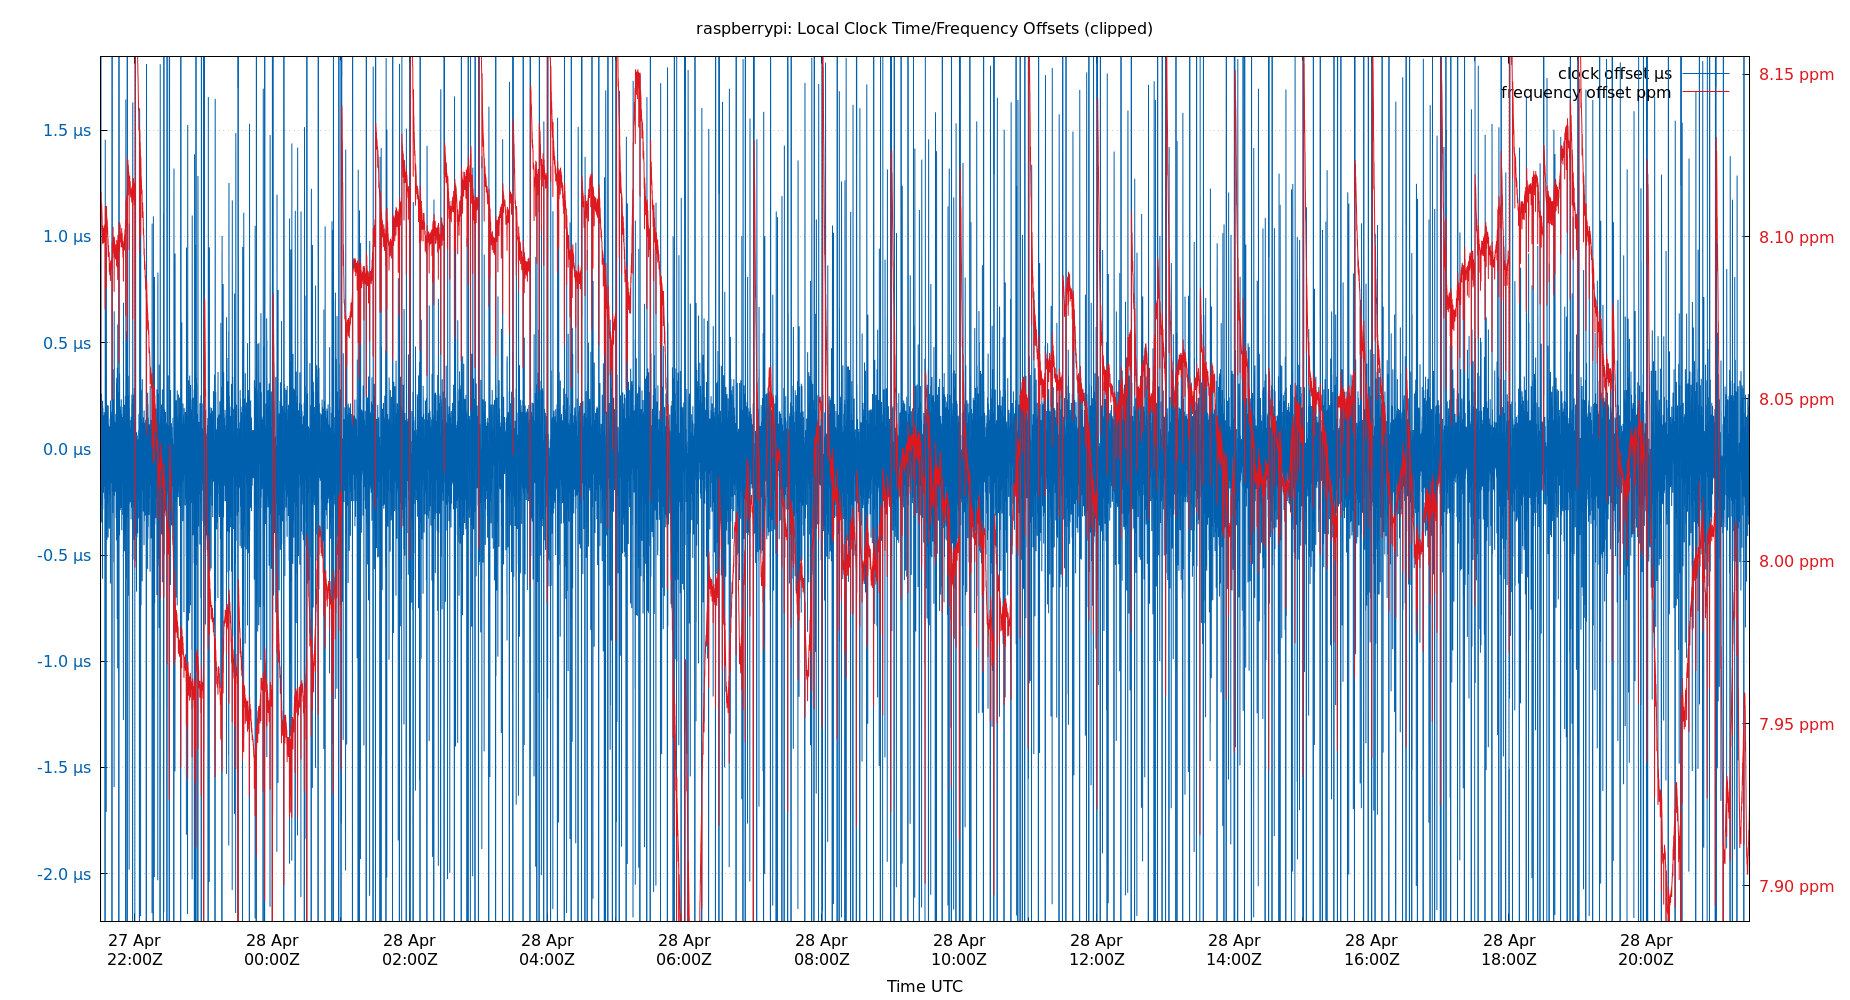 raspberrypi: Local Clock Time/Frequency Offsets (clipped)
clock offset µs
frequency offset ppm
1.5 µs
1.0 µs
0.5 µs
0.0 µs
-0.5 µs
-1.0 µs
-1.5 µs
-2.0 µs
8.15 ppm
8.10 ppm
8.05 ppm
8.00 ppm
7.95 ppm
7.90 ppm
27 Apr 28 Apr 28 Apr 28 Apr 28 Apr 28 Apr 28 Apr 28 Apr 28 Apr 28 Apr 28 Apr 28 Apr
22:00Z 00:00Z 02:00Z 04:00Z 06:00Z 08:00Z 10:00Z 12:00Z 14:00Z 16:00Z 18:00Z 20:00Z
Time UTC